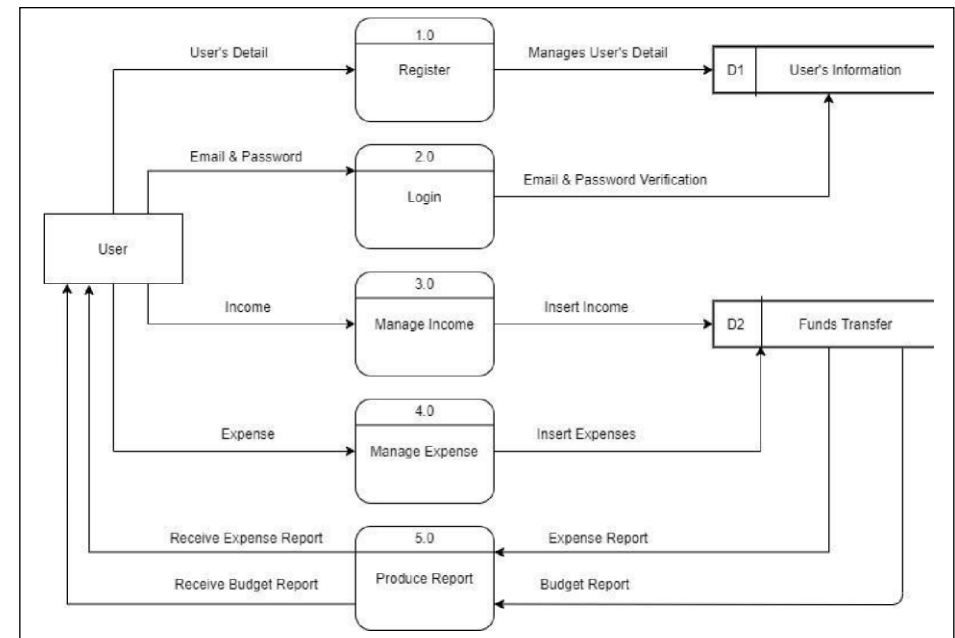 1.0
User's Detail
Manages User's Detail
Register
D1
User's Information
Email & Password
2.0
Email & Password Verification
Login
User
3.0
Income
Insert Income
Manage Income
D2
Funds Transfer
4.0
Expense
Insert Expenses
Manage Expense
Receive Expense Report
5.0
Expense Report
Produce Report
Receive Budget Report
Budget Report